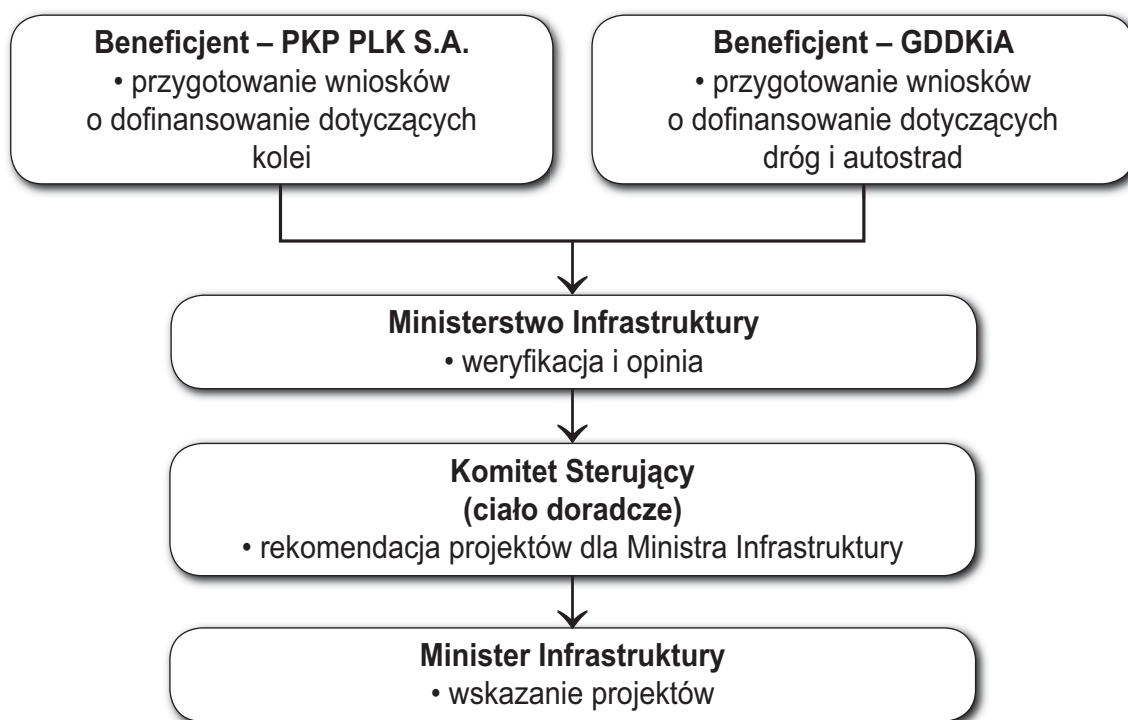 Beneficjent – PKP PLK S.A.
• przygotowanie wniosków
o dofinansowanie dotyczących
kolei
Beneficjent – GDDKiA
• przygotowanie wniosków
o dofinansowanie dotyczących
dróg i autostrad
Ministerstwo Infrastruktury
• weryfikacja i opinia
Komitet Sterujący
(ciało doradcze)
• rekomendacja projektów dla Ministra Infrastruktury
Minister Infrastruktury
• wskazanie projektów